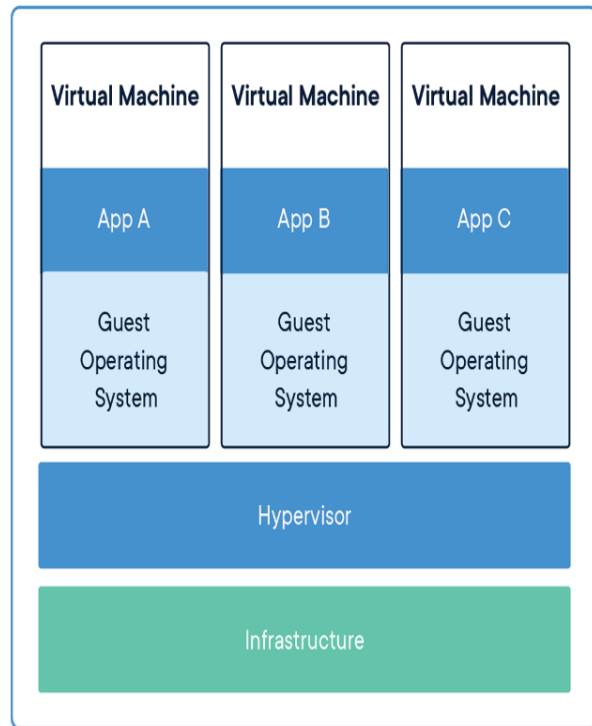 Virtual Machine
Virtual Machine
Virtual Machine
App A
App B
App C
Guest
Operating
System
Guest
Operating
System
Guest
Operating
System
Hypervisor
Infrastructure